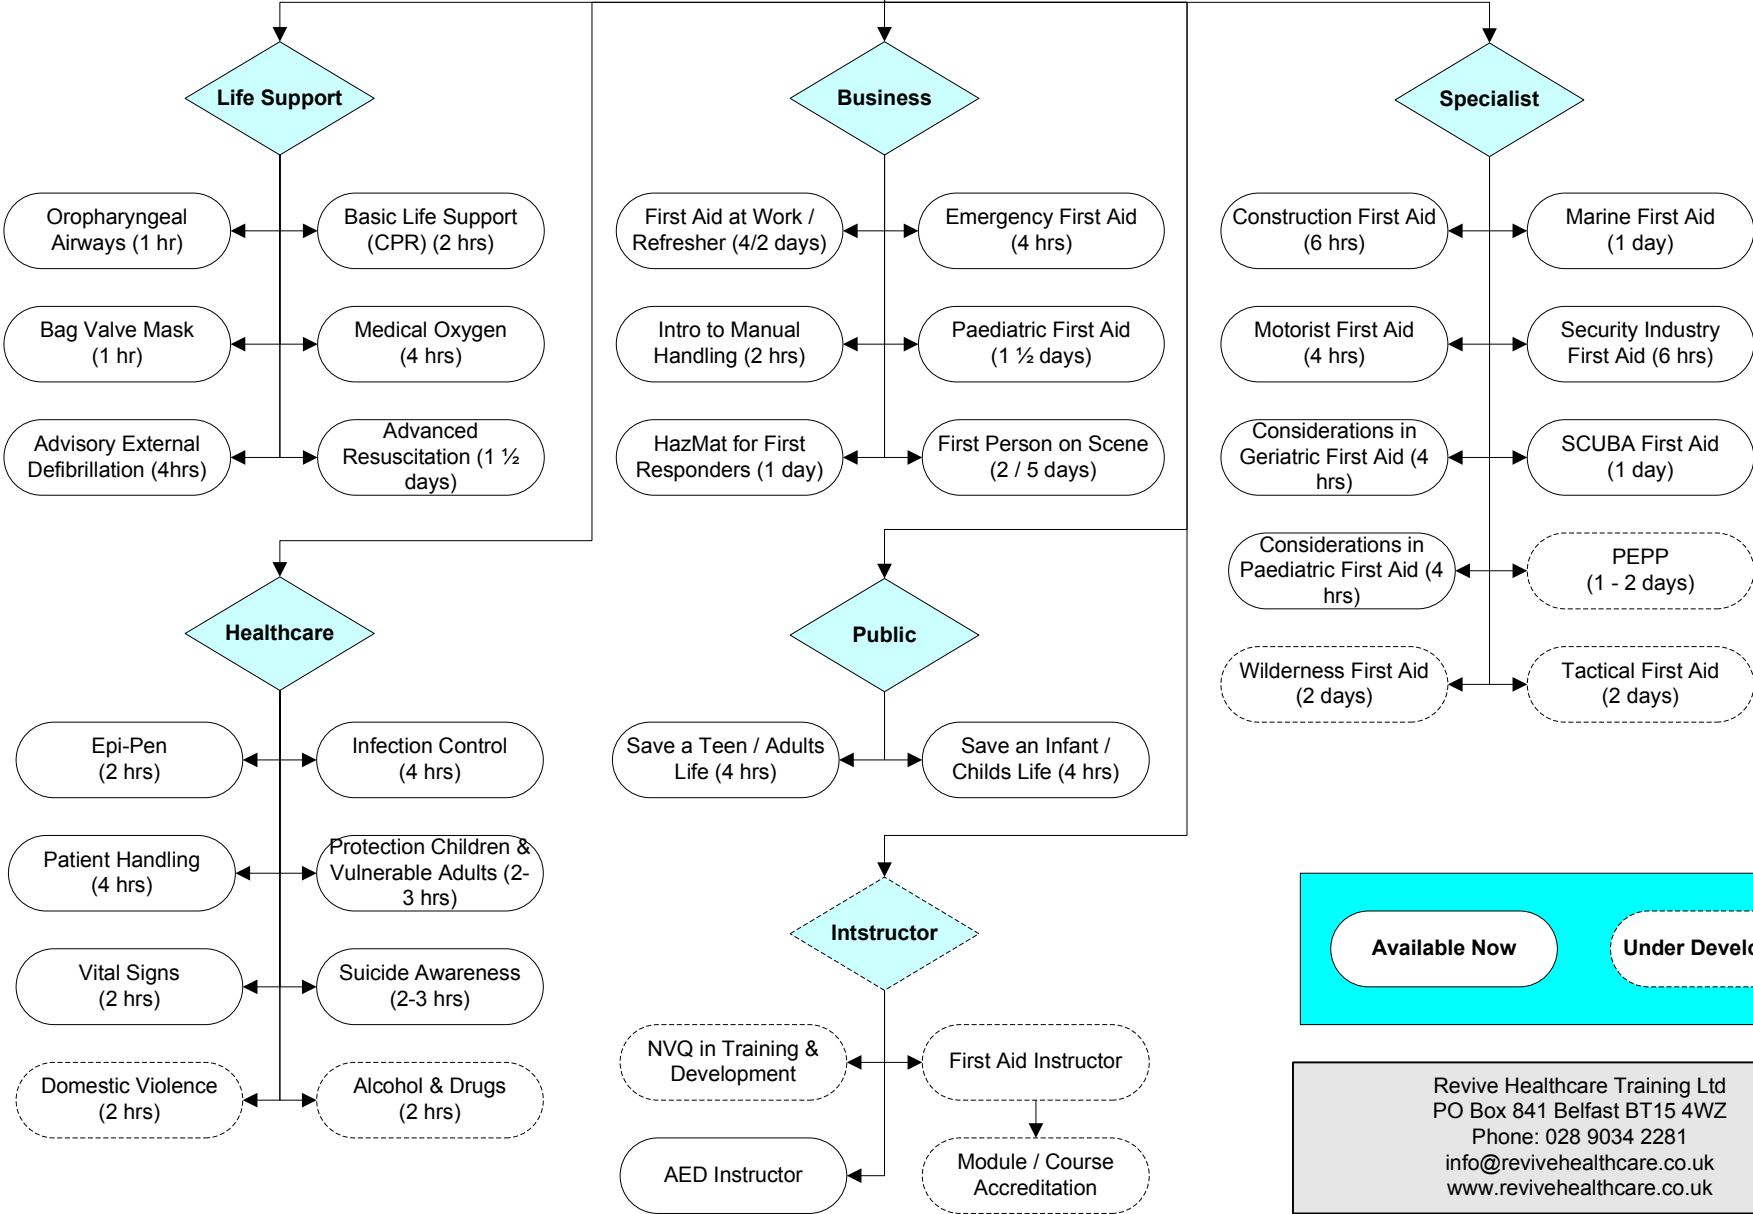 Life Support
Oropharyngeal
Airways (1 hr)
Basic Life Support
(CPR) (2 hrs)
Bag Valve Mask
(1 hr)
Medical Oxygen
(4 hrs)
Advisory External
Defibrillation (4hrs)
Advanced
Resuscitation (1 ½
days)
Business
First Aid at Work /
Refresher (4/2 days)
Emergency First Aid
(4 hrs)
Intro to Manual
Handling (2 hrs)
Paediatric First Aid
(1 ½ days)
HazMat for First
Responders (1 day)
First Person on Scene
(2 / 5 days)
Specialist
Construction First Aid
(6 hrs)
Marine First Aid
(1 day)
Motorist First Aid
(4 hrs)
Security Industry
First Aid (6 hrs)
Considerations in
Geriatric First Aid (4
hrs)
SCUBA First Aid
(1 day)
Considerations in
Paediatric First Aid (4
hrs)
PEPP
(1 - 2 days)
Wilderness First Aid
(2 days)
Tactical First Aid
(2 days)
Healthcare
Epi-Pen
(2 hrs)
Infection Control
(4 hrs)
Patient Handling
(4 hrs)
Protection Children &
Vulnerable Adults (2-
3 hrs)
Vital Signs
(2 hrs)
Suicide Awareness
(2-3 hrs)
Domestic Violence
(2 hrs)
Alcohol & Drugs
(2 hrs)
Public
Save a Teen / Adults
Life (4 hrs)
Save an Infant /
Childs Life (4 hrs)
Intstructor
NVQ in Training &
Development
First Aid Instructor
AED Instructor
Module / Course
Accreditation
Available Now
Under
Revive Healthcare Training Ltd
PO Box 841 Belfast BT15 4WZ
Phone: 028 9034 2281
info@revivehealthcare.co.uk
www.revivehealthcare.co.uk